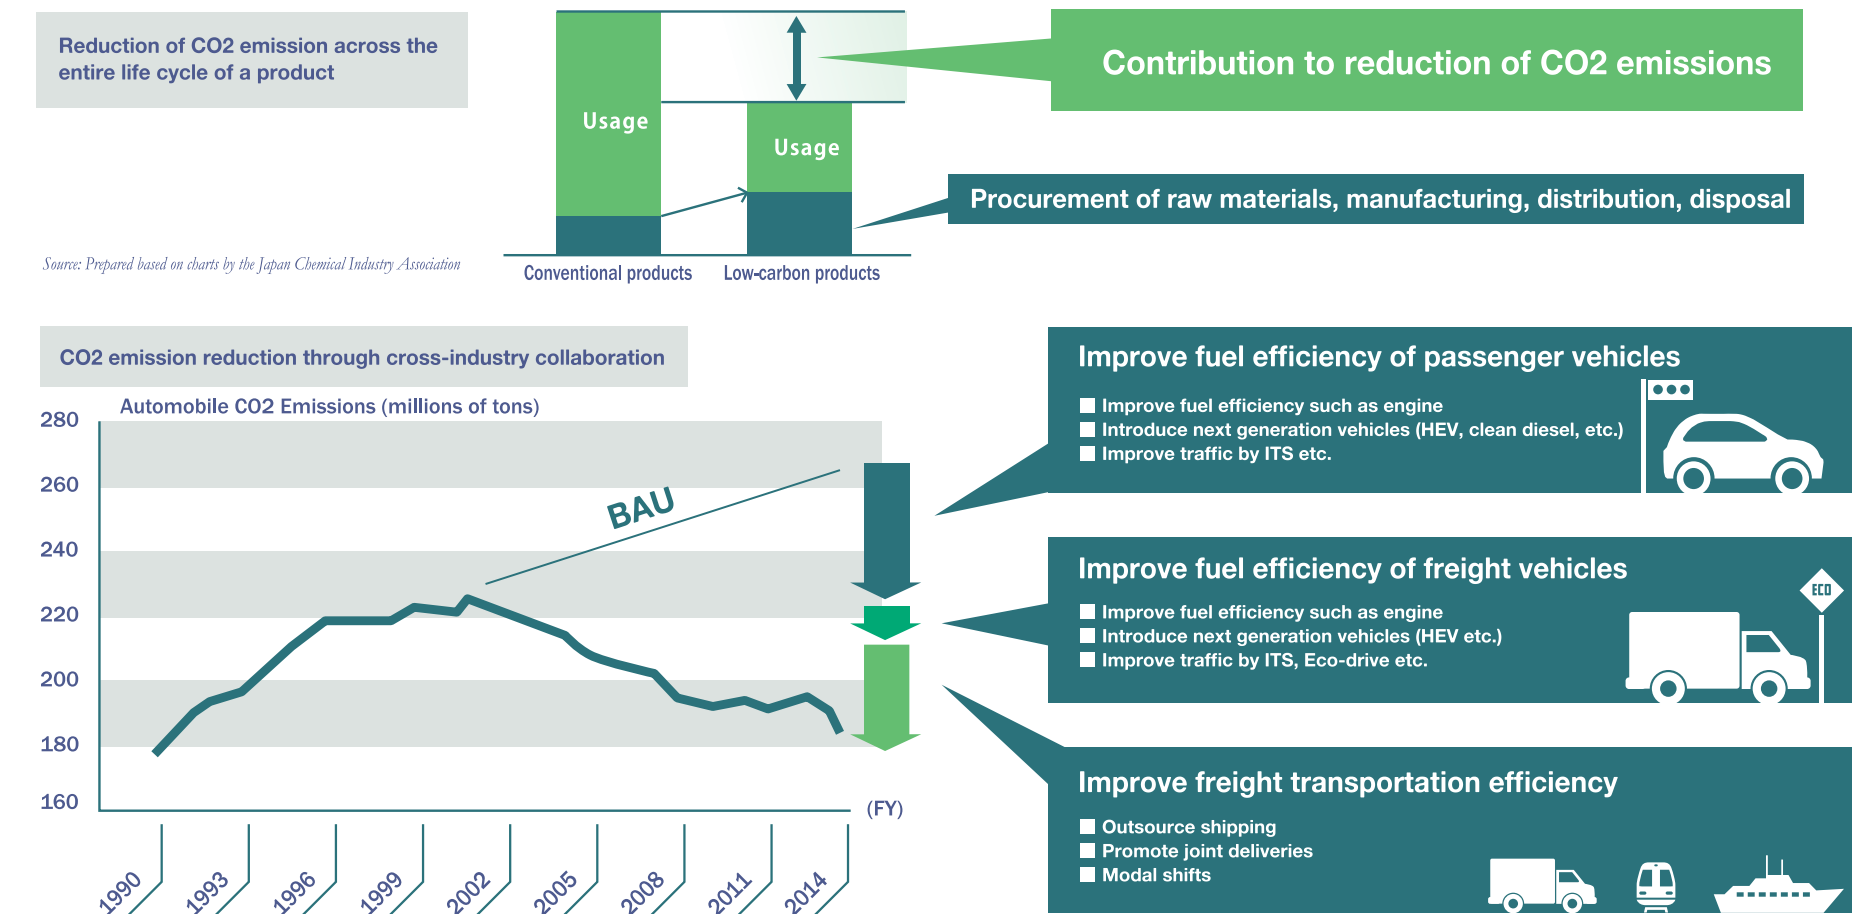 Reduction of CO2 emission across the
entire life cycle of a product
Usage
Usage
Contribution to reduction of CO2 emissions
Procurement of raw materials, manufacturing, distribution, disposal
Source: Prepared based on charts by the Japan Chemical Industry Association
Conventional products
Low-carbon products
CO2 emission reduction through cross-industry collaboration
Automobile CO2 Emissions (millions of tons)
280
260
240
220
200
180
160
BAU
(FY)
1990
1993
1996
1999
2002
2005
2008
2011
2014
Improve fuel efficiency of passenger vehicles
Improve fuel efficiency such as engine
Introduce next generation vehicles (HEV, clean diesel, etc.)
Improve traffic by ITS etc.
Improve fuel efficiency of freight vehicles
Improve fuel efficiency such as engine
Introduce next generation vehicles (HEV etc.)
Improve traffic by ITS, Eco-drive etc.
ECO
Improve freight transportation efficiency
Outsource shipping
Promote joint deliveries
Modal shifts